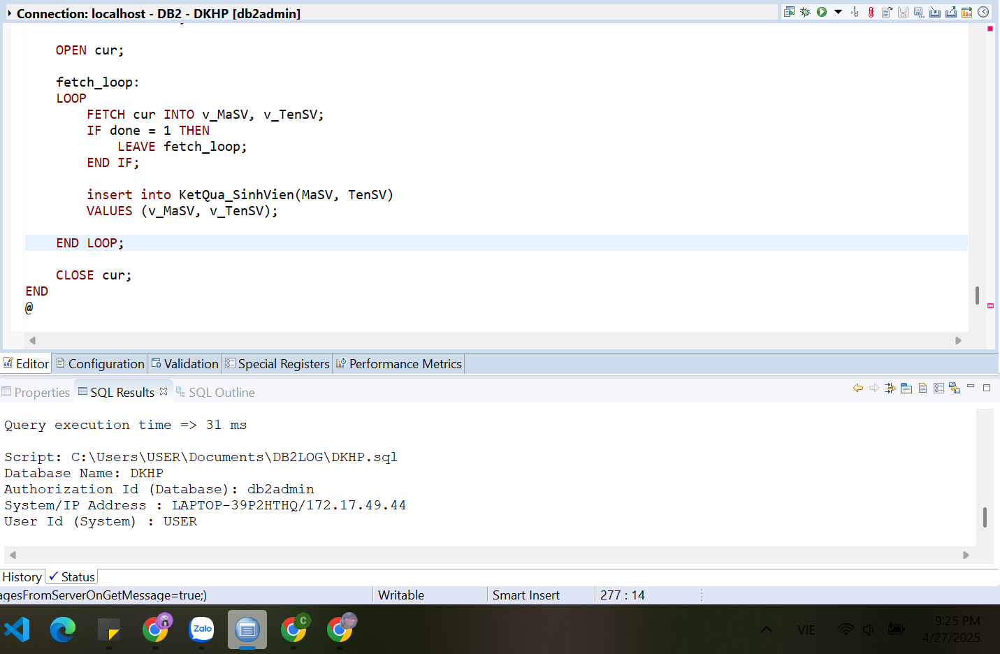 Connection: localhost - DB2 - DKHP [db2admin]
OPEN cur;
fetch_loop:
LOOP
FETCH cur INTO v_MaSV, v_TenSV;
IF done = 1 THEN
LEAVE fetch_loop;
END IF;
insert into KetQua_SinhVien(MaSV, TenSV)
VALUES (v_MaSV, v_TenSV);
END LOOP;
CLOSE cur;
END
@
Editor Configuration Validation Special Registers Performance Metrics
Properties SQL Results SQL Outline
Query execution time => 31 ms
Script: C:\Users\USER\Documents\DB2LOG\DKHP.sql
Database Name: DKHP
Authorization Id (Database): db2admin
System/IP Address : LAPTOP-39P2HTHQ/172.17.49.44
User Id (System) : USER
History Status
agesFromServerOnGetMessage=true;) Writable Smart Insert 277 : 14
C
Zalo
VIE
9:25 PM
4/27/2025